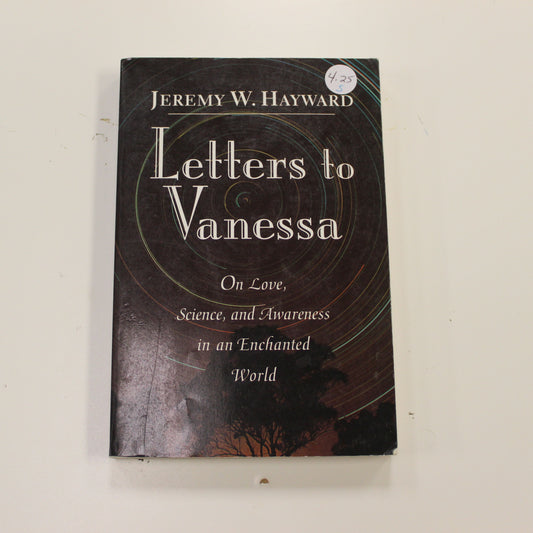 4.25
JEREMY W. HAYWARD
Letters to
Vanessa
On Love,
Science, and Awareness
in an Enchanted
World